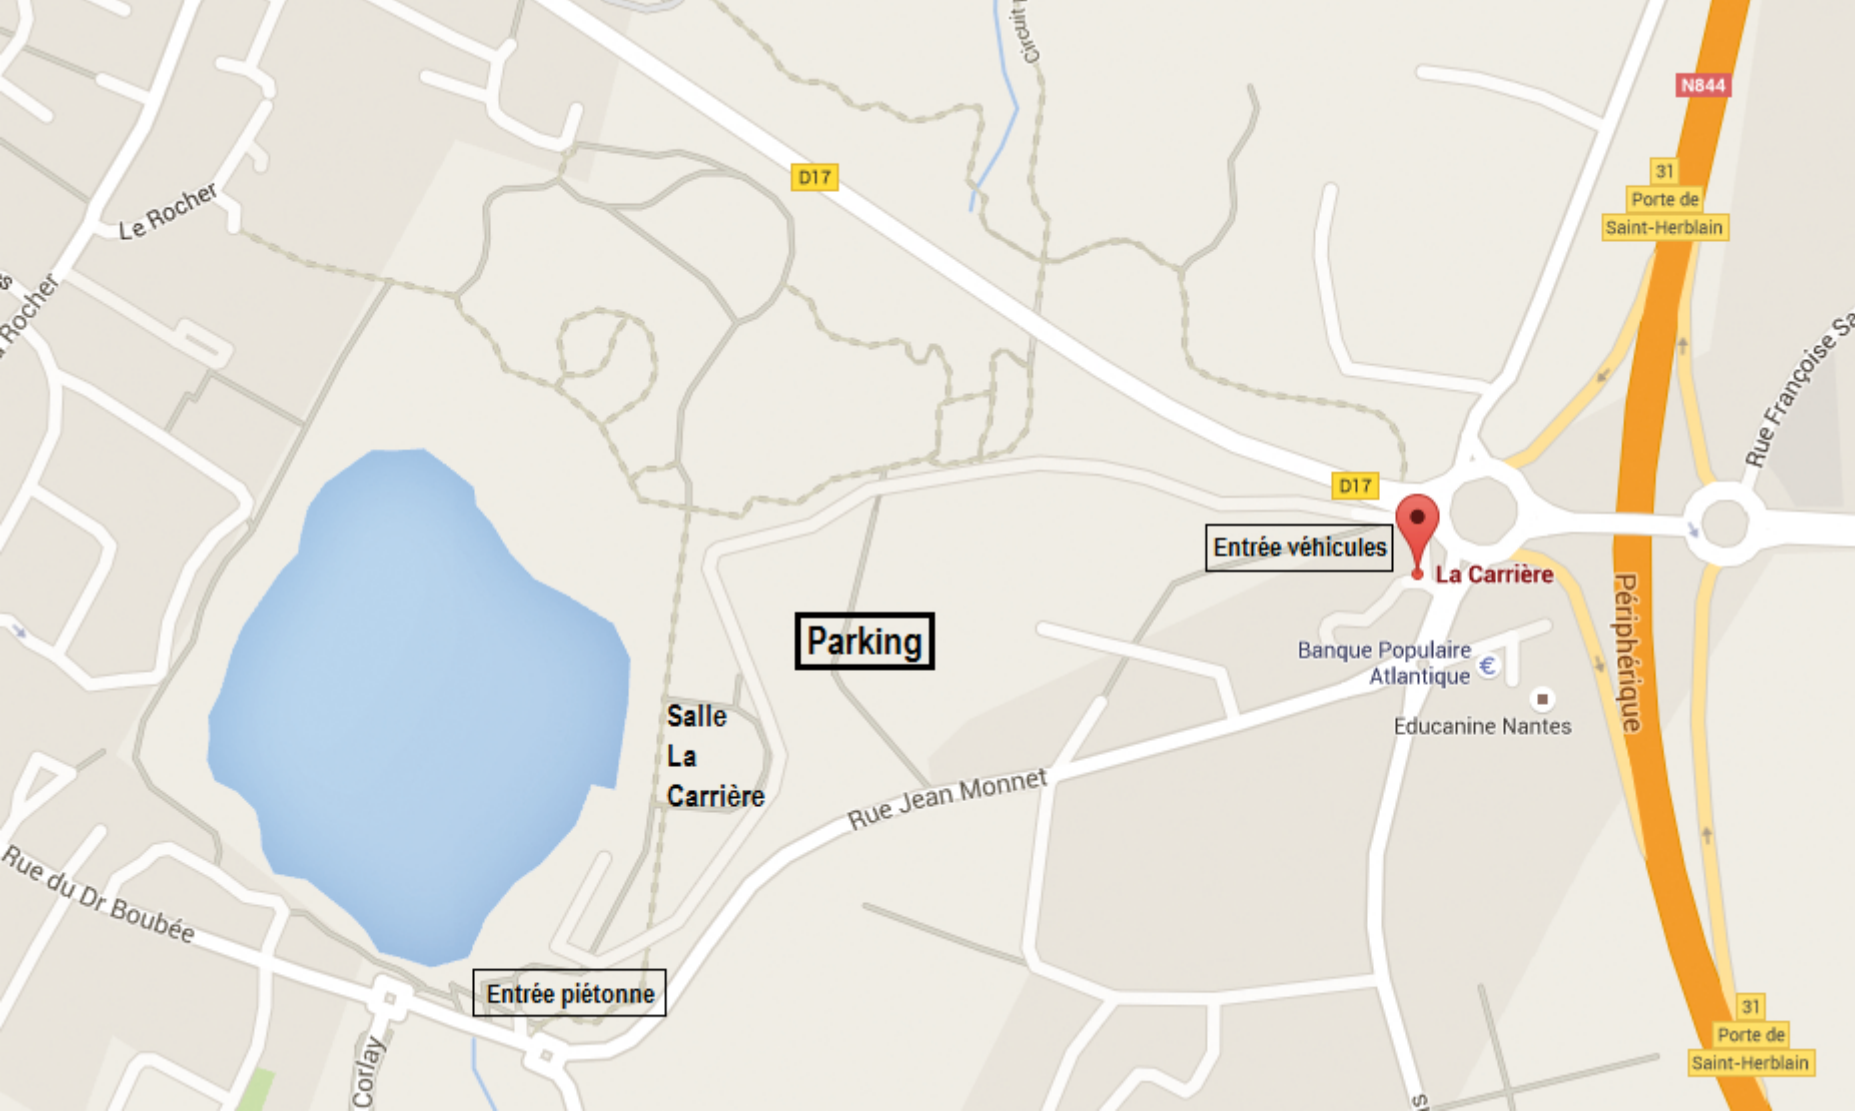 Circuit
N844
D17
31
Porte de
Saint-Herblain
Le Rocher
Rocher
Rue Françoise Sa
D17
Entrée véhicules
La Carrière
Parking
Banque Populaire
Atlantique
€
Educanine Nantes
Périphérique
Salle
La
Carrière
Rue Jean Monnet
Rue du Dr Boubée
Entrée piétonne
Corlay
31
Porte de
Saint-Herblain